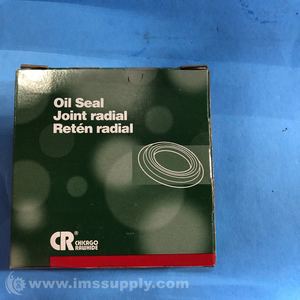 Oil Seal
Joint radial
Retén radial
CR CHICAGO
RAWHIDE
© www.imssupply.com